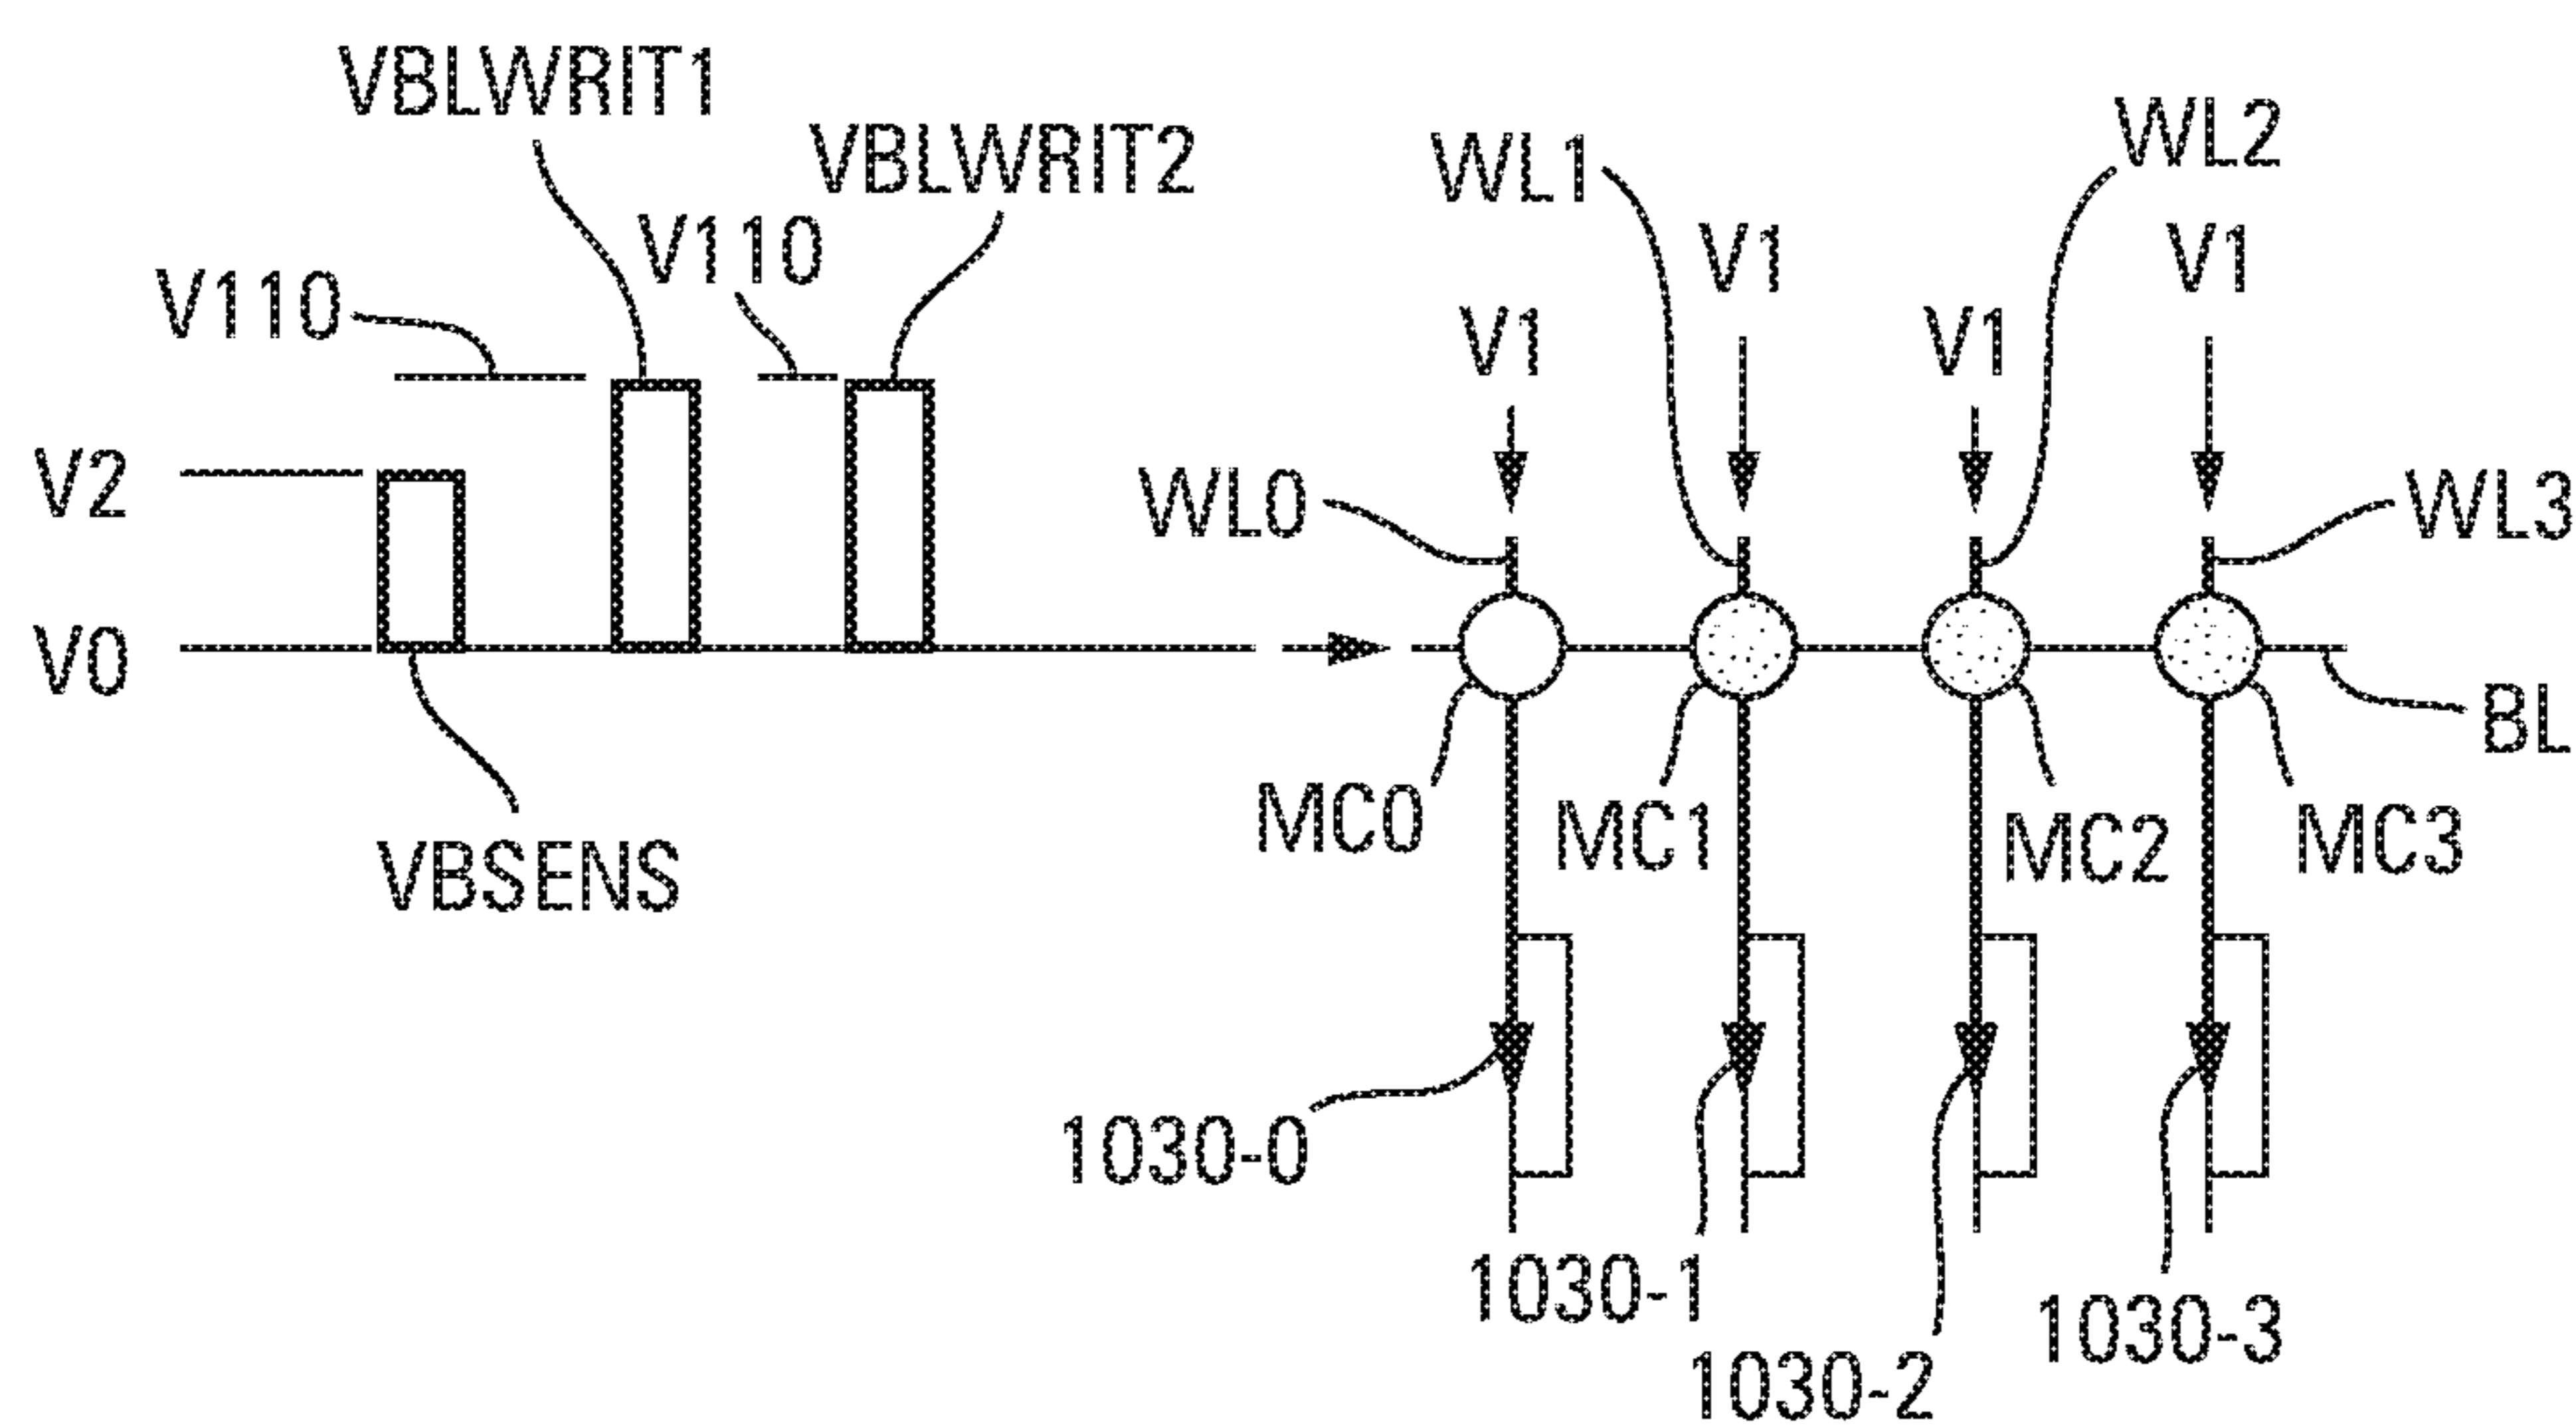 VBLWRIT1
VBLWRIT2
V110
V110
V2
V0
VBSENS
WL1
WL2
V1
V1
V1
V1
WL0
WL3
MC0
MC1
MC2
MC3
BL
1030-0
1030-1
1030-2
1030-3